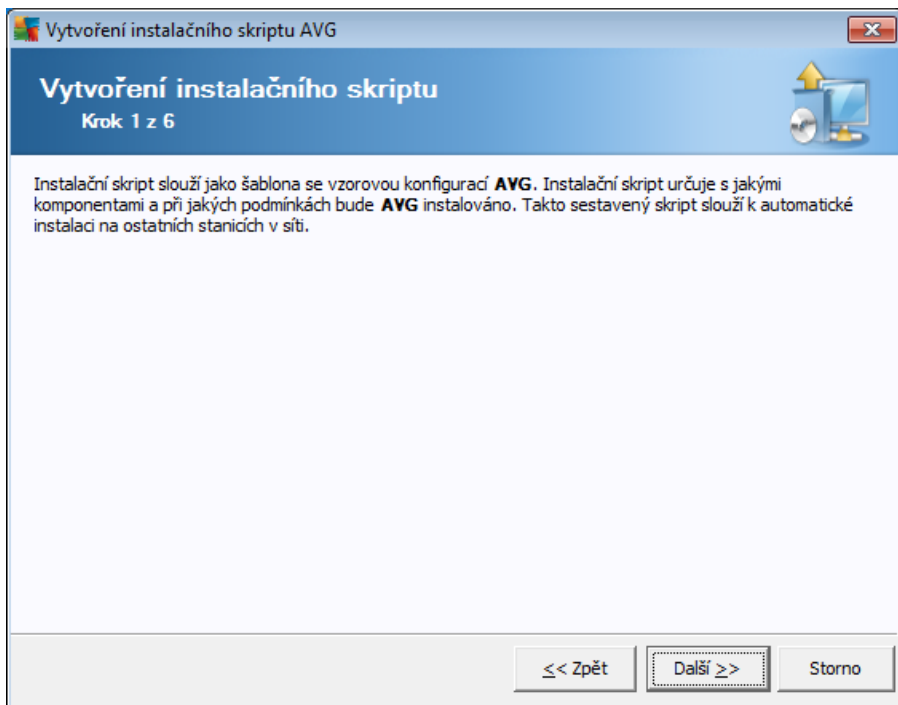 Vytvoření instalačního skriptu AVG
Vytvoření instalačního skriptu
Krok 1 z 6
Instalační skript slouží jako šablona se vzorovou konfigurací AVG. Instalační skript určuje s jakými
komponentami a při jakých podmínkách bude AVG instalováno. Takto sestavený skript slouží k automatické
instalaci na ostatních stanicích v síti.
<< Zpět
Další >>
Storno